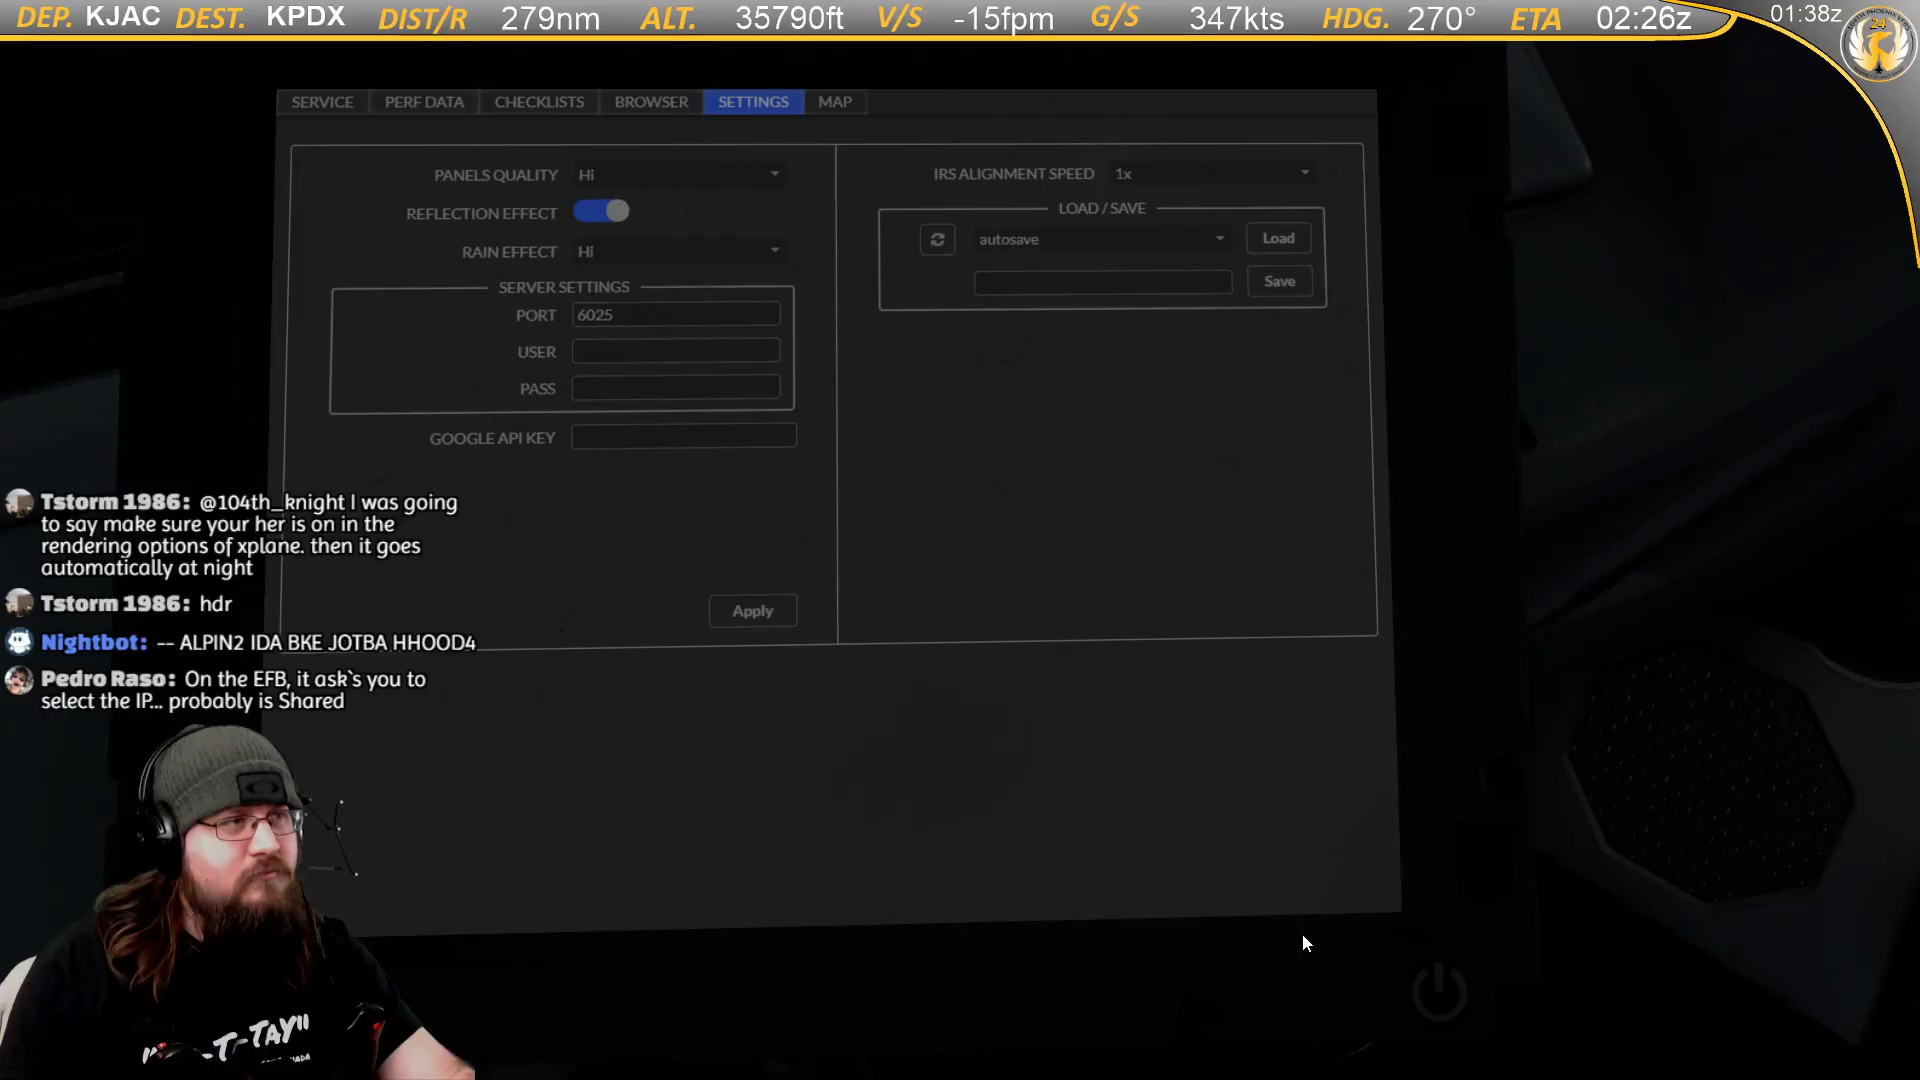 DEP. KJAC DEST. KPDX DIST/R 279nm ALT. 35790ft V/S -15fpm G/S 347kts HDG. 270° ETA 02:26z 01:38z
24
SERVICE PERF DATA CHECKLISTS BROWSER SETTINGS MAP
PANELS QUALITY Hi
REFLECTION EFFECT
RAIN EFFECT Hi
SERVER SETTINGS
PORT 6025
USER
PASS
GOOGLE API KEY
Apply
IRS ALIGNMENT SPEED 1x
LOAD / SAVE
autosave Load
Save
Tstorm 1986: @104th_knight I was going
to say make sure your her is on in the
rendering options of xplane. then it goes
automatically at night
Tstorm 1986: hdr
Nightbot: -- ALPIN2 IDA BKE JOTBA HHOOD4
Pedro Raso: On the EFB, it ask`s you to
select the IP... probably is Shared